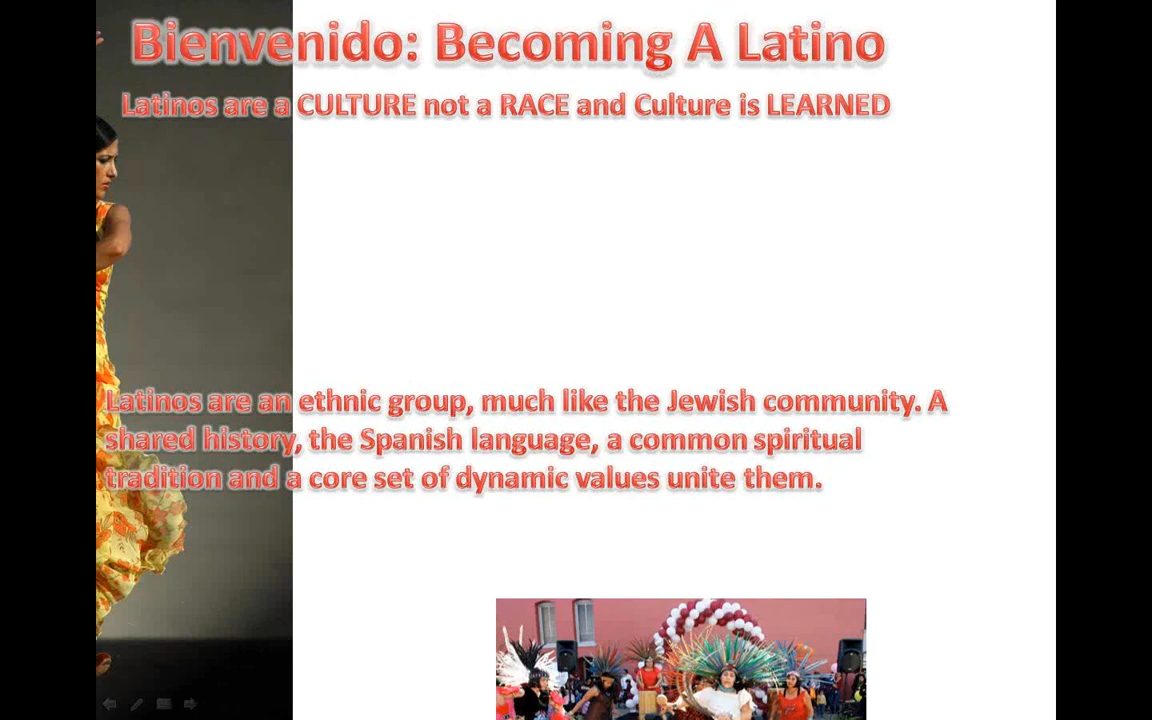 Bienvenido: Becoming A Latino
Latinos are a CULTURE not a RACE and Culture is LEARNED
Latinos are an ethnic group, much like the Jewish community. A
shared history, the Spanish language, a common spiritual
tradition and a core set of dynamic values unite them.